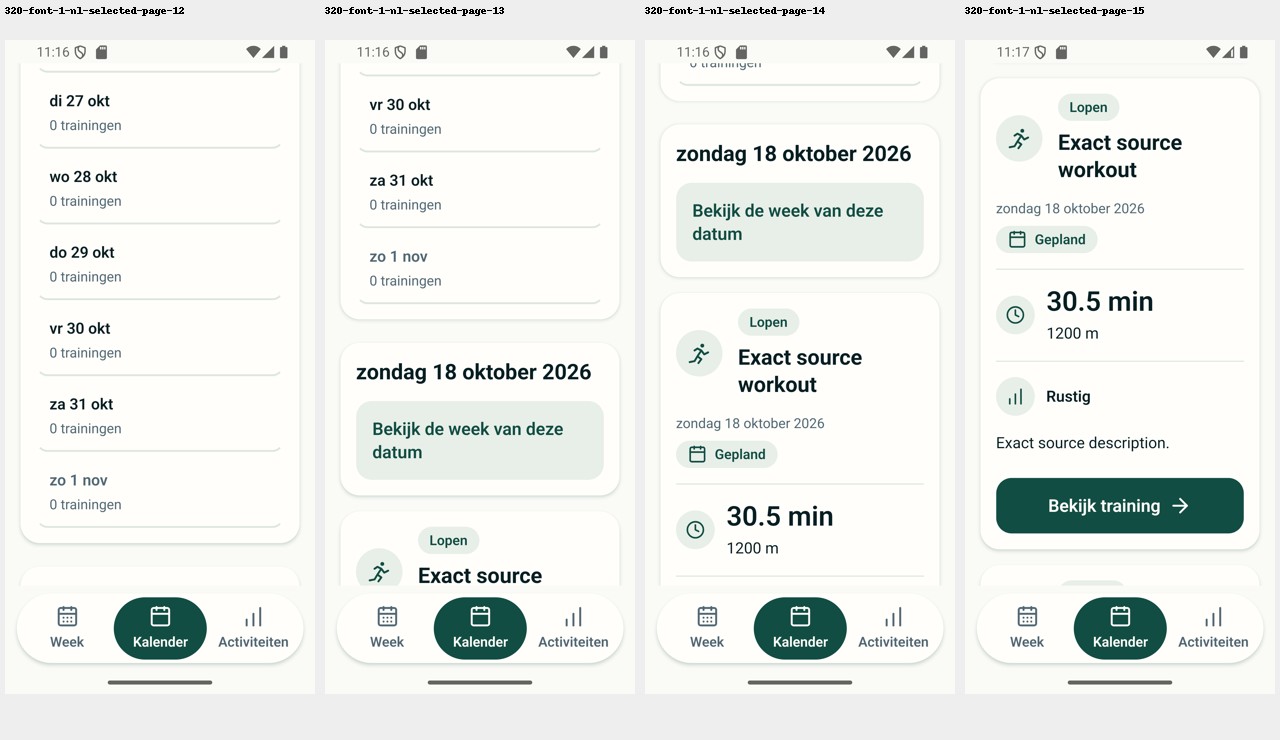 320-font-1-nl-selected-page-12
11:16
di 27 okt
0 trainingen
wo 28 okt
0 trainingen
do 29 okt
0 trainingen
vr 30 okt
0 trainingen
za 31 okt
0 trainingen
zo 1 nov
0 trainingen
Week
Kalender
Activiteiten
320-font-1-nl-selected-page-13
11:16
vr 30 okt
0 trainingen
za 31 okt
0 trainingen
zo 1 nov
0 trainingen
zondag 18 oktober 2026
Bekijk de week van deze
datum
Lopen
Exact source
Week
Kalender
Activiteiten
320-font-1-nl-selected-page-14
11:16
0 trainingen
zondag 18 oktober 2026
Bekijk de week van deze
datum
Lopen
Exact source
workout
zondag 18 oktober 2026
Gepland
30.5 min
1200 m
Week
Kalender
Activiteiten
320-font-1-nl-selected-page-15
11:17
Lopen
Exact source
workout
zondag 18 oktober 2026
Gepland
30.5 min
1200 m
Rustig
Exact source description.
Bekijk training
Week
Kalender
Activiteiten